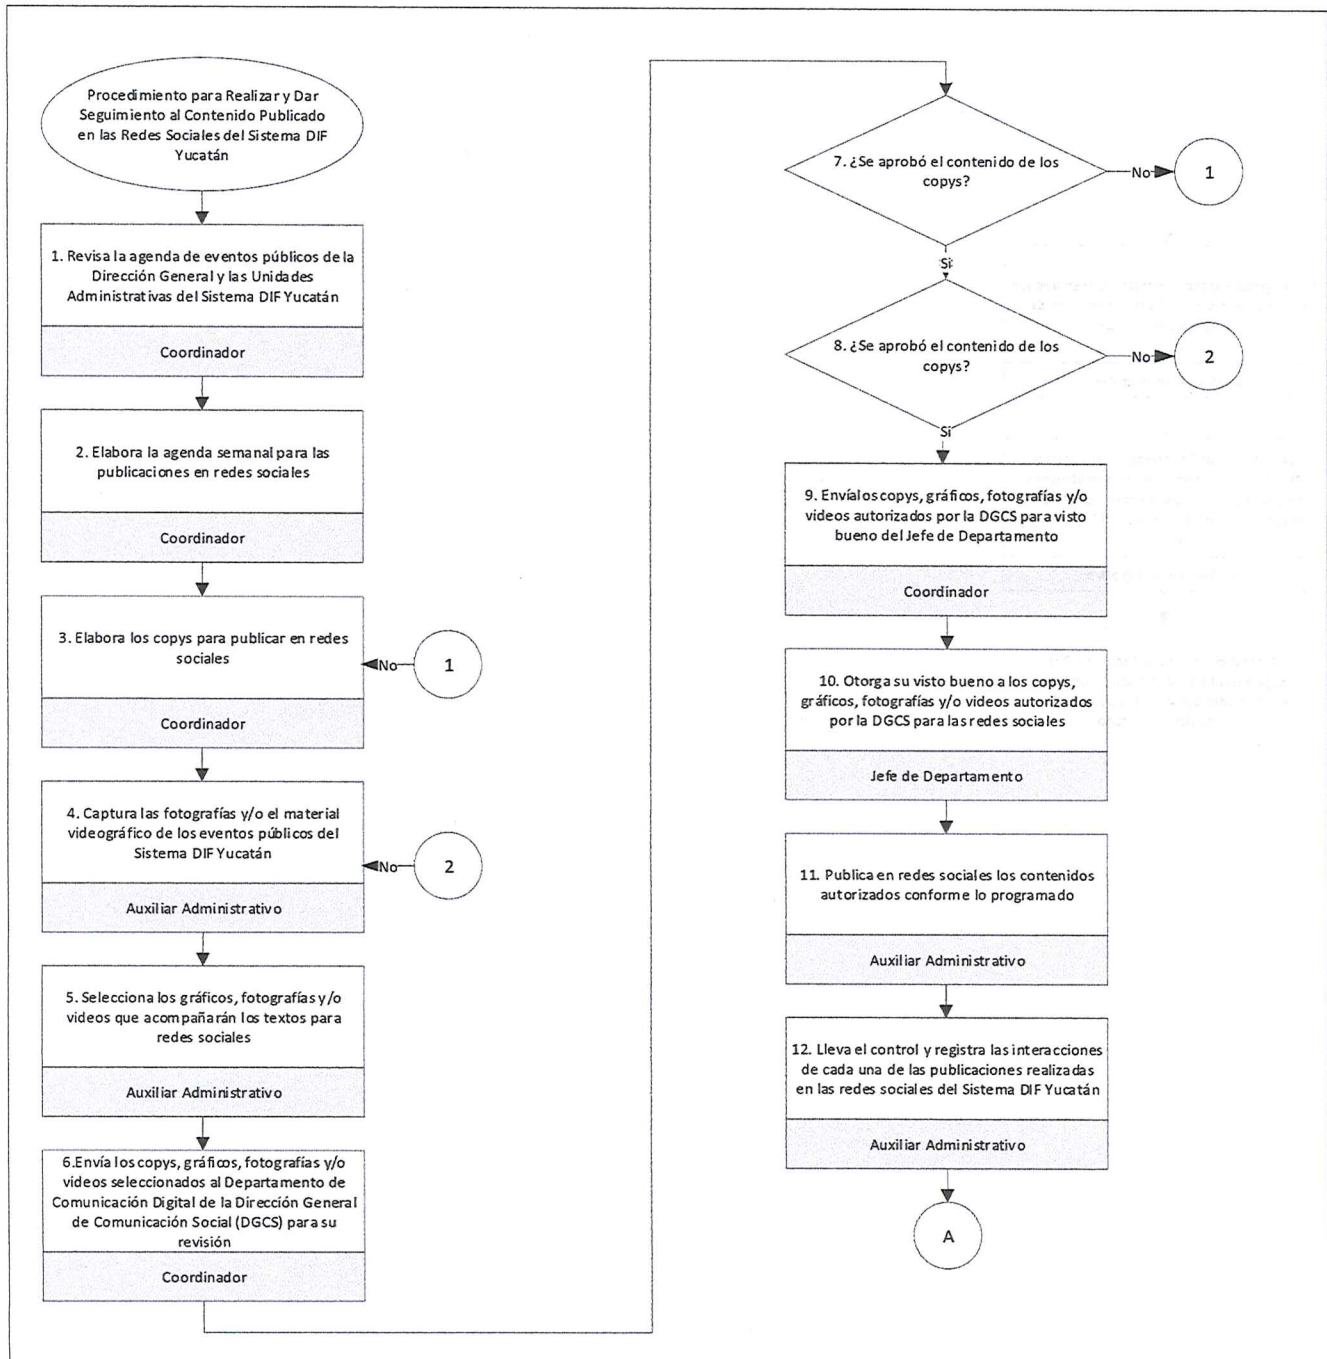 Procedimiento para Realizar y Dar
Seguimiento al Contenido Publicado
en las Redes Sociales del Sistema DIF
Yucatán
1. Revisa la agenda de eventos públicos de la
Dirección General y las Unidades
Administrativas del Sistema DIF Yucatán
Coordinador
2. Elabora la agenda semanal para las
publicaciones en redes sociales
Coordinador
3. Elabora los copys para publicar en redes
sociales
Coordinador
No
1
4. Captura las fotografías y/o el material
videográfico de los eventos públicos del
Sistema DIF Yucatán
Auxiliar Administrativo
No
2
5. Selecciona los gráficos, fotografías y/o
videos que acompañarán los textos para
redes sociales
Auxiliar Administrativo
6.Envía los copys, gráficos, fotografías y/o
videos seleccionados al Departamento de
Comunicación Digital de la Dirección General
de Comunicación Social (DGCS) para su
revisión
Coordinador
7. ¿Se aprobó el contenido de los
copys?
No
1
Si
8. ¿Se aprobó el contenido de los
copys?
No
2
Si
9. Envía los copys, gráficos, fotografías y/o
videos autorizados por la DGCS para visto
bueno del Jefe de Departamento
Coordinador
10. Otorga su visto bueno a los copys,
gráficos, fotografías y/o videos autorizados
por la DGCS para las redes sociales
Jefe de Departamento
11. Publica en redes sociales los contenidos
autorizados conforme lo programado
Auxiliar Administrativo
12. Lleva el control y registra las interacciones
de cada una de las publicaciones realizadas
en las redes sociales del Sistema DIF Yucatán
Auxiliar Administrativo
A